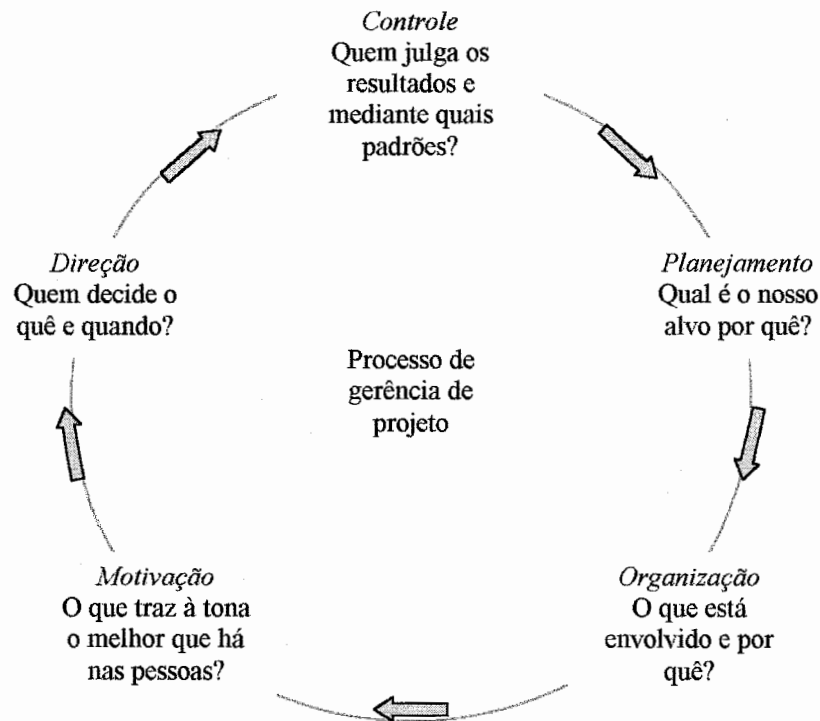 Controle
Quem julga os
resultados e
mediante quais
padrões?
Direção
Quem decide o
quê e quando?
Planejamento
Qual é o nosso
alvo por quê?
Processo de
gerência de
projeto
Motivação
O que traz à tona
o melhor que há
nas pessoas?
Organização
O que está
envolvido e por
quê?